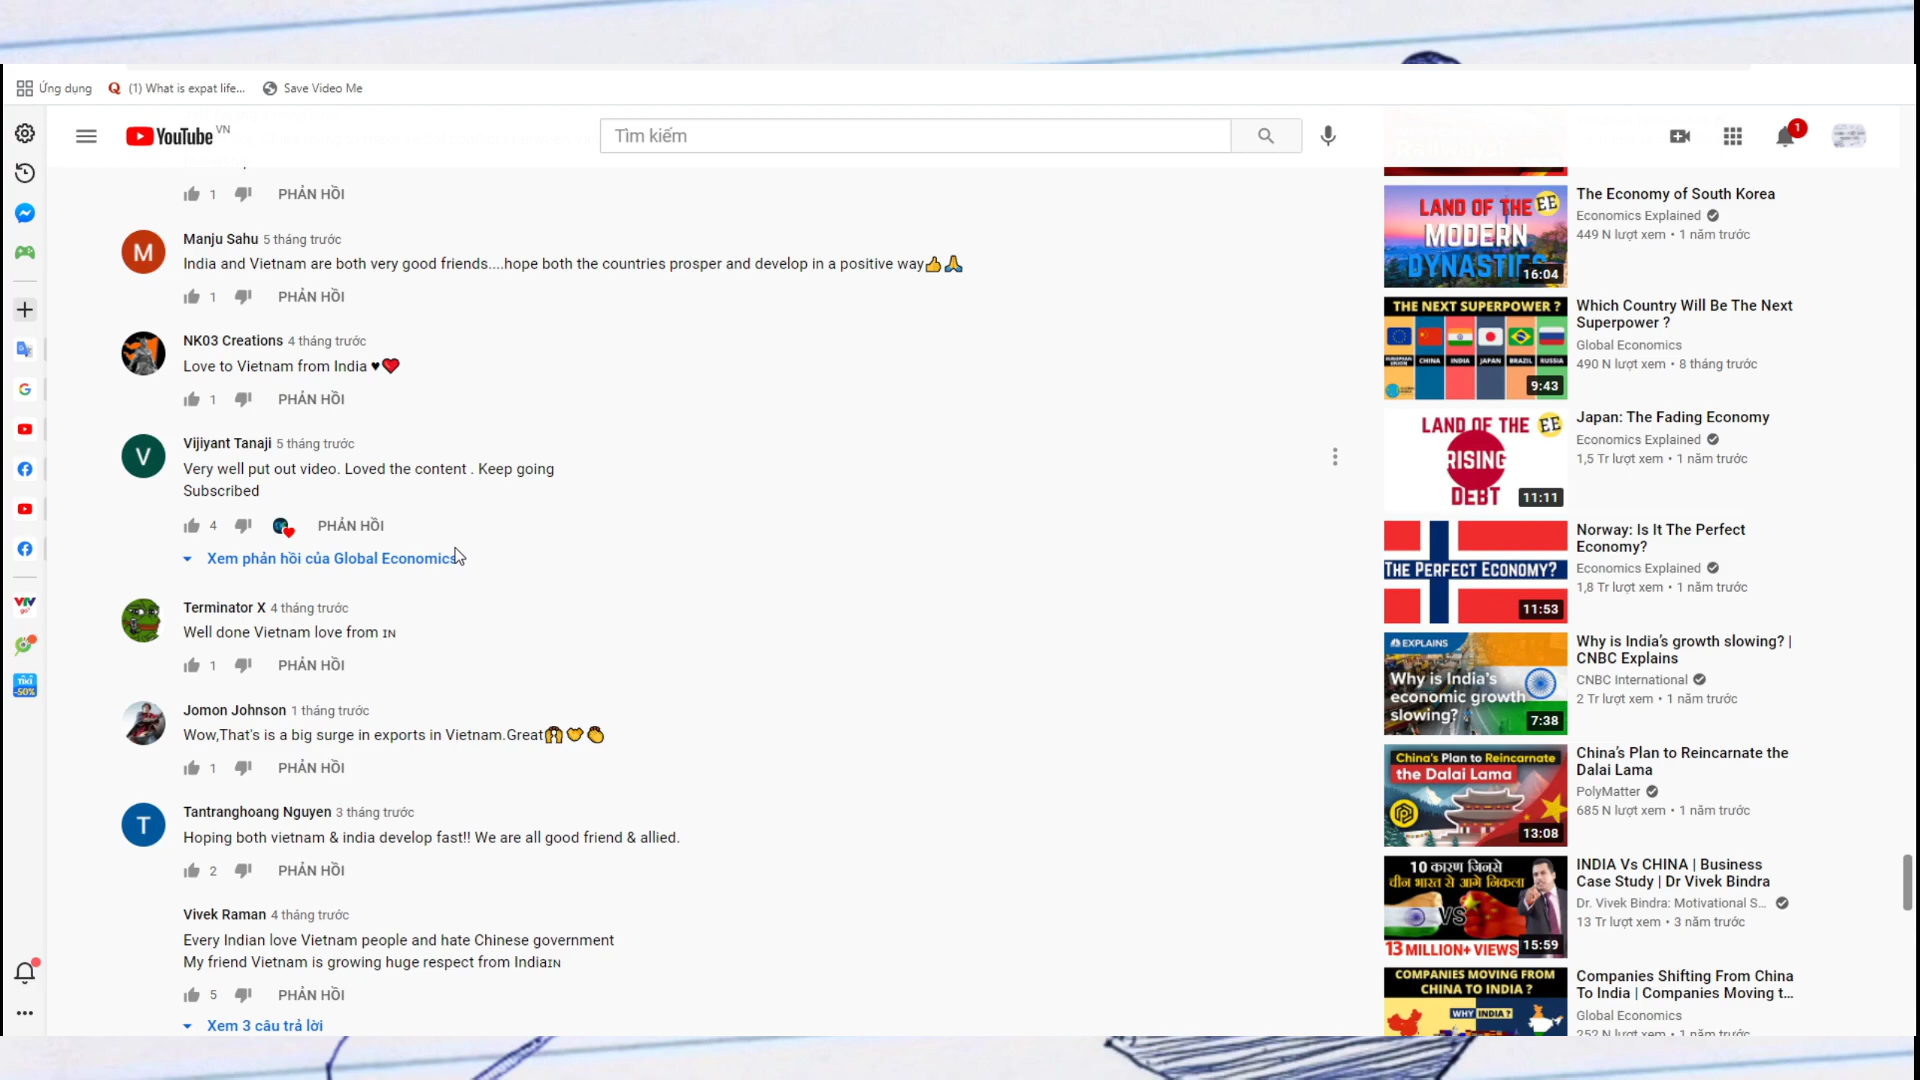 Ứng dụng
(1) What is expat life...
Save Video Me
YouTube VN
Tìm kiếm
1
1
PHẢN HỒI
M
Manju Sahu 5 tháng trước
India and Vietnam are both very good friends....hope both the countries prosper and develop in a positive way👍🙏
1
PHẢN HỒI
NK03 Creations 4 tháng trước
Love to Vietnam from India ♥❤
1
PHẢN HỒI
V
Vijiyant Tanaji 5 tháng trước
Very well put out video. Loved the content . Keep going
Subscribed
4
PHẢN HỒI
Xem phản hồi của Global Economics
Terminator X 4 tháng trước
Well done Vietnam love from IN
1
PHẢN HỒI
Jomon Johnson 1 tháng trước
Wow,That's is a big surge in exports in Vietnam.Great
1
PHẢN HỒI
T
Tantranghoang Nguyen 3 tháng trước
Hoping both vietnam & india develop fast!! We are all good friend & allied.
2
PHẢN HỒI
Vivek Raman 4 tháng trước
Every Indian love Vietnam people and hate Chinese government
My friend Vietnam is growing huge respect from IndiaIN
5
PHẢN HỒI
Xem 3 câu trả lời
VTV
go
TIKI
-50%
LAND OF THE EE
MODERN
DYNASTIES
16:04
The Economy of South Korea
Economics Explained
449 N lượt xem • 1 năm trước
THE NEXT SUPERPOWER ?
EUROPEAN UNION CHINA INDIA JAPAN BRAZIL RUSSIA
9:43
Which Country Will Be The Next
Superpower ?
Global Economics
490 N lượt xem • 8 tháng trước
LAND OF THE EE
RISING
DEBT
11:11
Japan: The Fading Economy
Economics Explained
1,5 Tr lượt xem • 1 năm trước
THE PERFECT ECONOMY?
11:53
Norway: Is It The Perfect
Economy?
Economics Explained
1,8 Tr lượt xem • 1 năm trước
EXPLAINS
Why is India's
economic growth
slowing?
7:38
Why is India's growth slowing? |
CNBC Explains
CNBC International
2 Tr lượt xem • 1 năm trước
China's Plan to Reincarnate
the Dalai Lama
13:08
China's Plan to Reincarnate the
Dalai Lama
PolyMatter
685 N lượt xem • 1 năm trước
10 कारण जिनसे
चीन भारत से आगे निकला
VS
13 MILLION+ VIEWS
15:59
INDIA Vs CHINA | Business
Case Study | Dr Vivek Bindra
Dr. Vivek Bindra: Motivational S...
13 Tr lượt xem • 3 năm trước
COMPANIES MOVING FROM
CHINA TO INDIA ?
WHY INDIA ?
Companies Shifting From China
To India | Companies Moving t...
Global Economics
252 N lượt xem • 1 năm trước